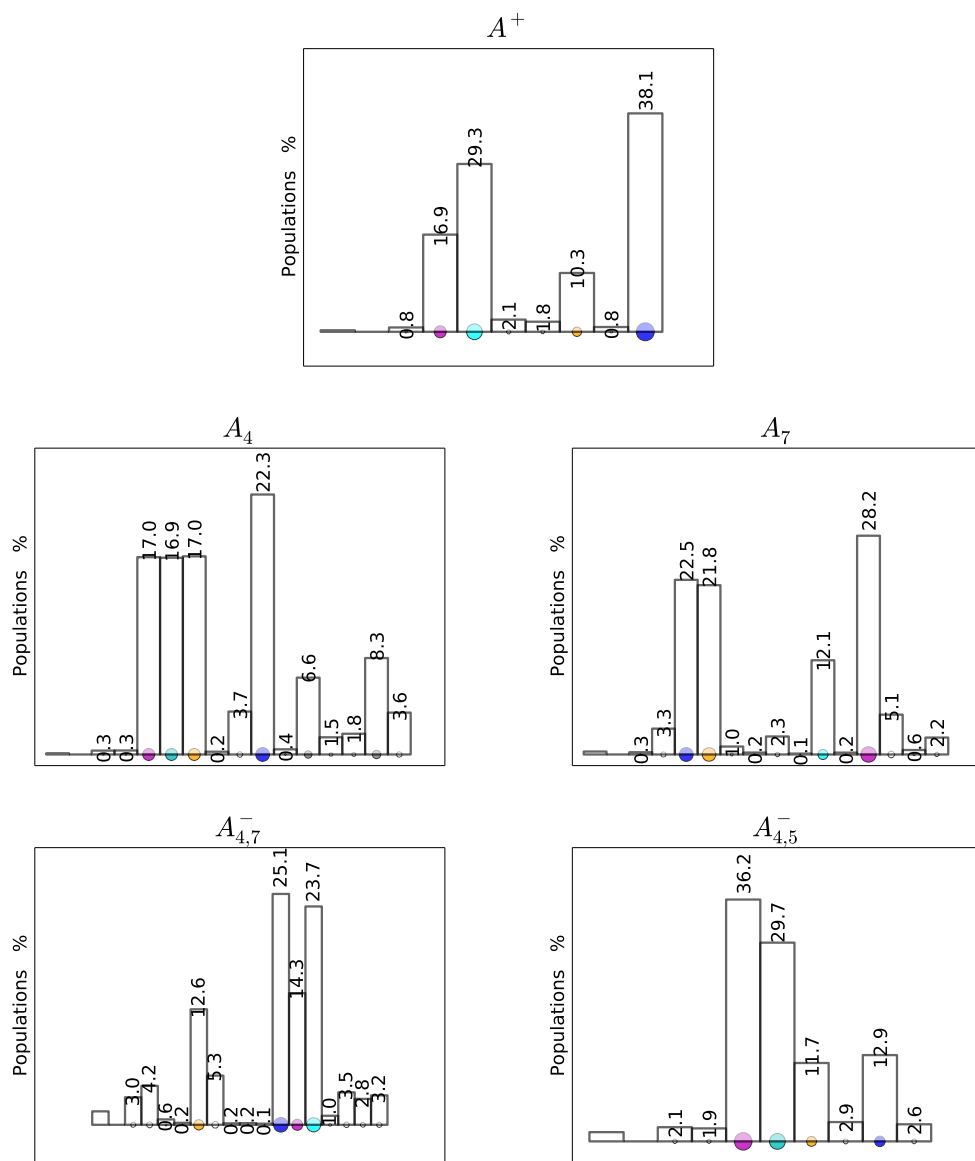 A⁺
Populations %
0.8 16.9 29.3 2.1 1.8 10.3 0.8 38.1
A₄
Populations %
0.3 0.3 17.0 16.9 17.0 0.2 3.7 22.3 0.4 6.6 1.5 1.8 8.3 3.6
A₇
Populations %
0.3 3.3 22.5 21.8 1.0 0.2 2.3 0.1 12.1 0.2 28.2 5.1 0.6 2.2
A⁻₄,₇
Populations %
3.0 4.2 0.6 0.2 12.6 5.3 0.2 0.2 0.1 25.1 14.3 23.7 1.0 3.5 2.8 3.2
A⁻₄,₅
Populations %
2.1 1.9 36.2 29.7 11.7 2.9 12.9 2.6